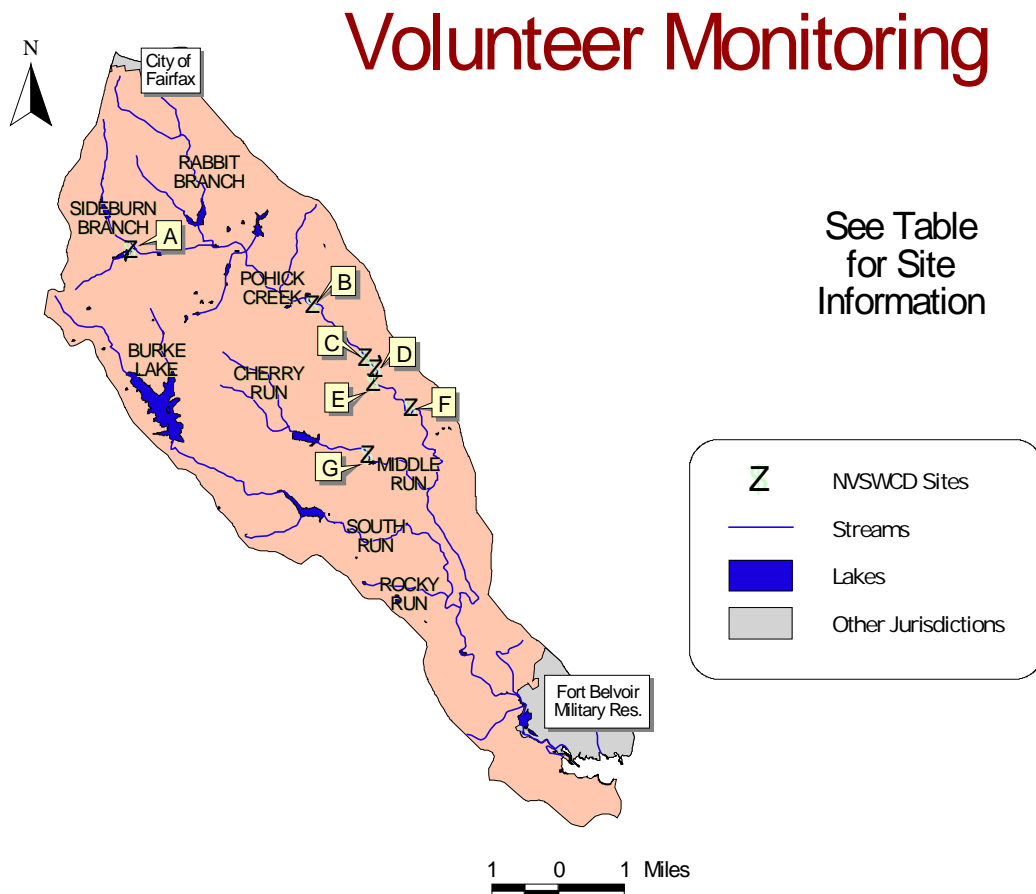 Volunteer Monitoring
N
City of
Fairfax
RABBIT
BRANCH
SIDEBURN
BRANCH
A
See Table
for Site
Information
POHICK
CREEK
B
C
D
BURKE
LAKE
CHERRY
RUN
E
F
G
MIDDLE
RUN
Z NVSWCD Sites
Streams
SOUTH
RUN
Lakes
ROCKY
RUN
Other Jurisdictions
Fort Belvoir
Military Res.
1 0 1 Miles